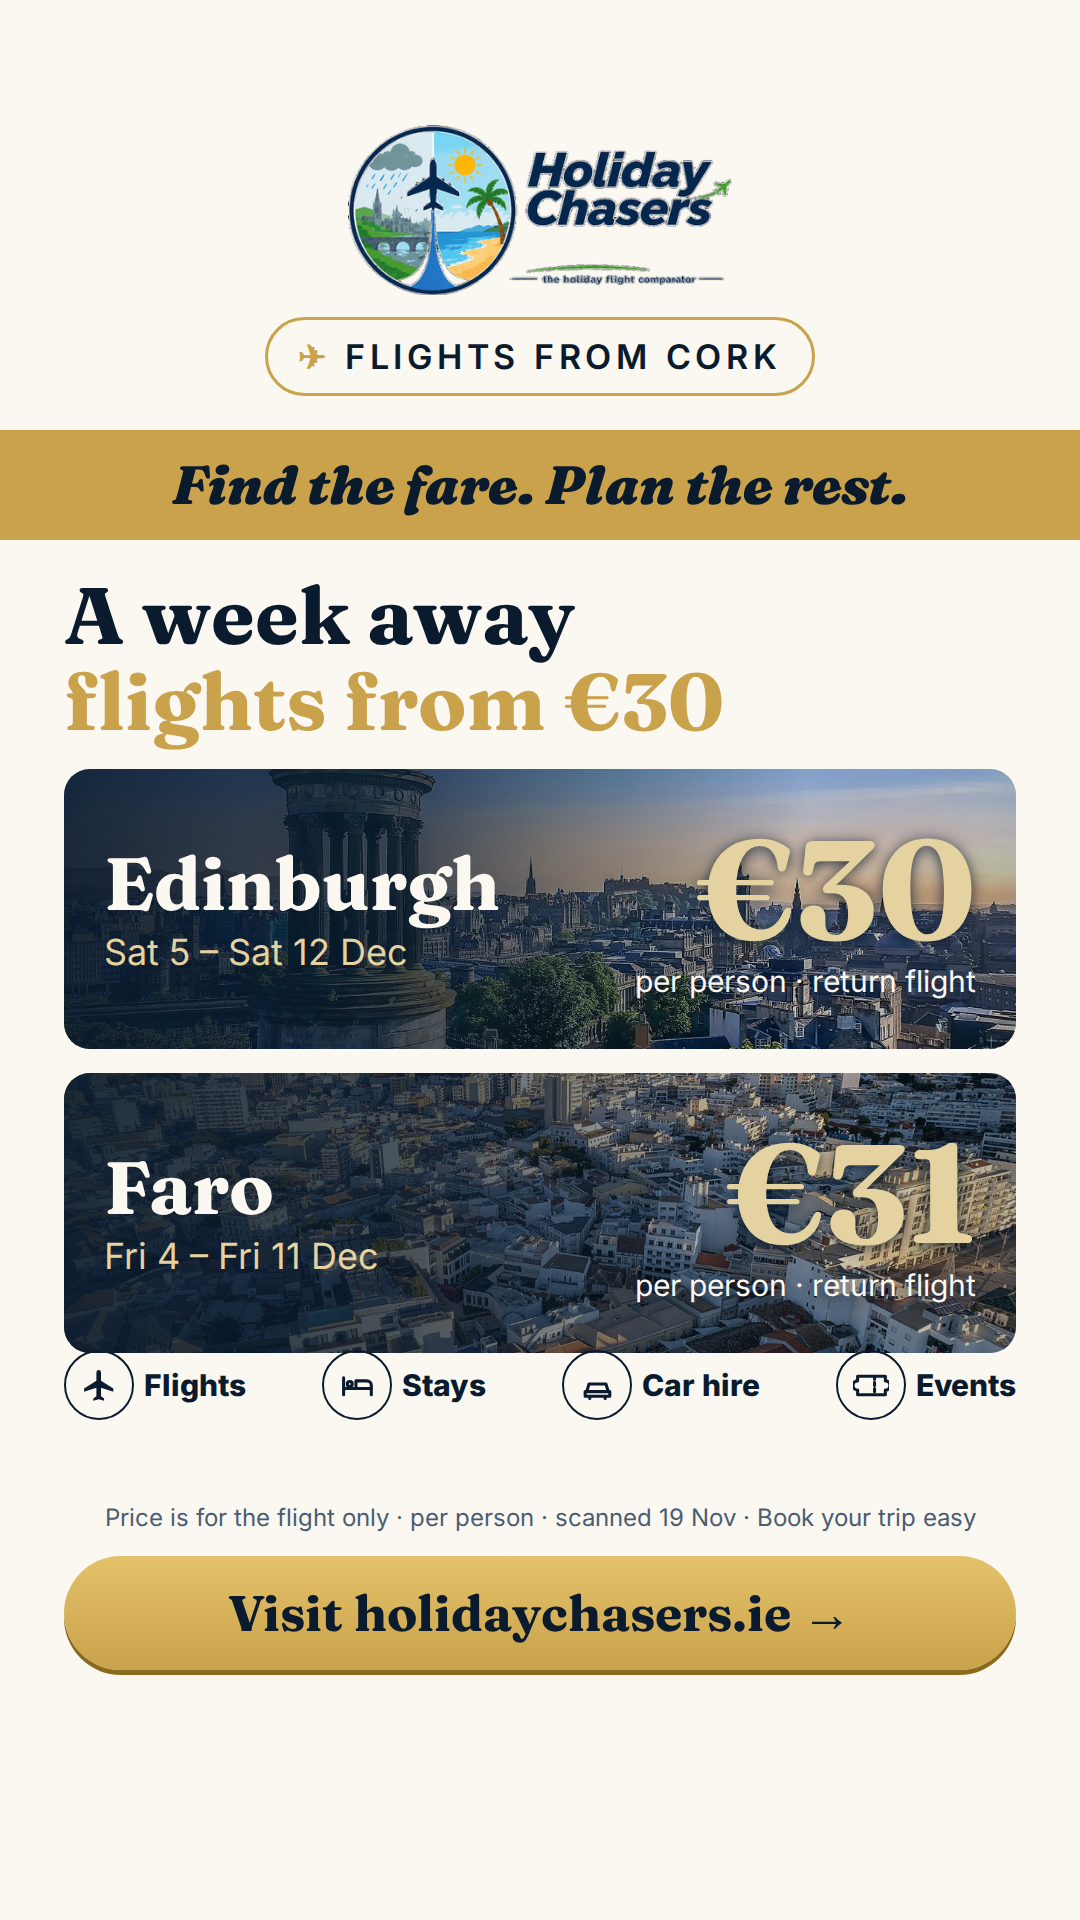 Holiday
Chasers
the holiday flight comparator
✈ FLIGHTS FROM CORK
Find the fare. Plan the rest.
A week away
flights from €30
Edinburgh
Sat 5 – Sat 12 Dec
€30
per person · return flight
Faro
Fri 4 – Fri 11 Dec
€31
per person · return flight
Flights
Stays
Car hire
Events
Price is for the flight only · per person · scanned 19 Nov · Book your trip easy
Visit holidaychasers.ie →